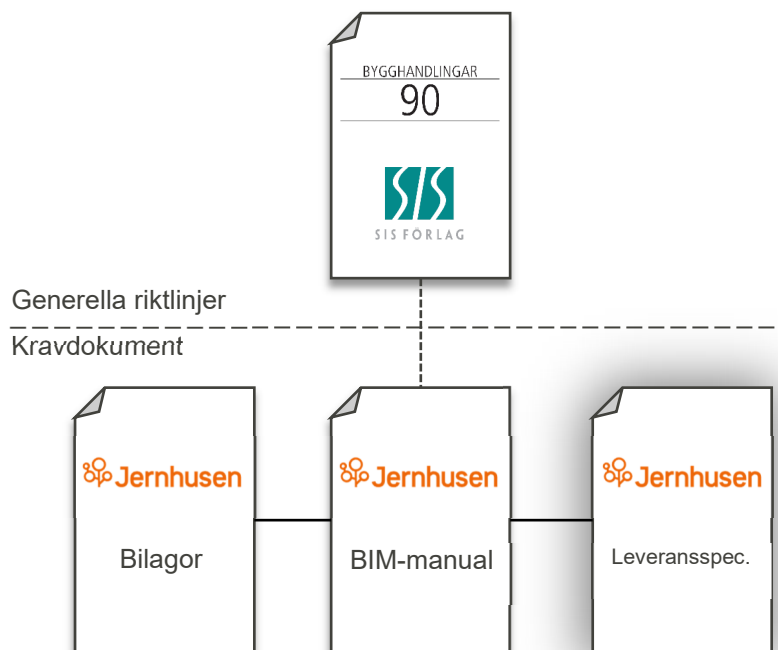 BYGGHANDLINGAR
90
SIS
SIS FÖRLAG
Generella riktlinjer
Kravdokument
Jernhusen
Jernhusen
Jernhusen
Bilagor
BIM-manual
Leveransspec.